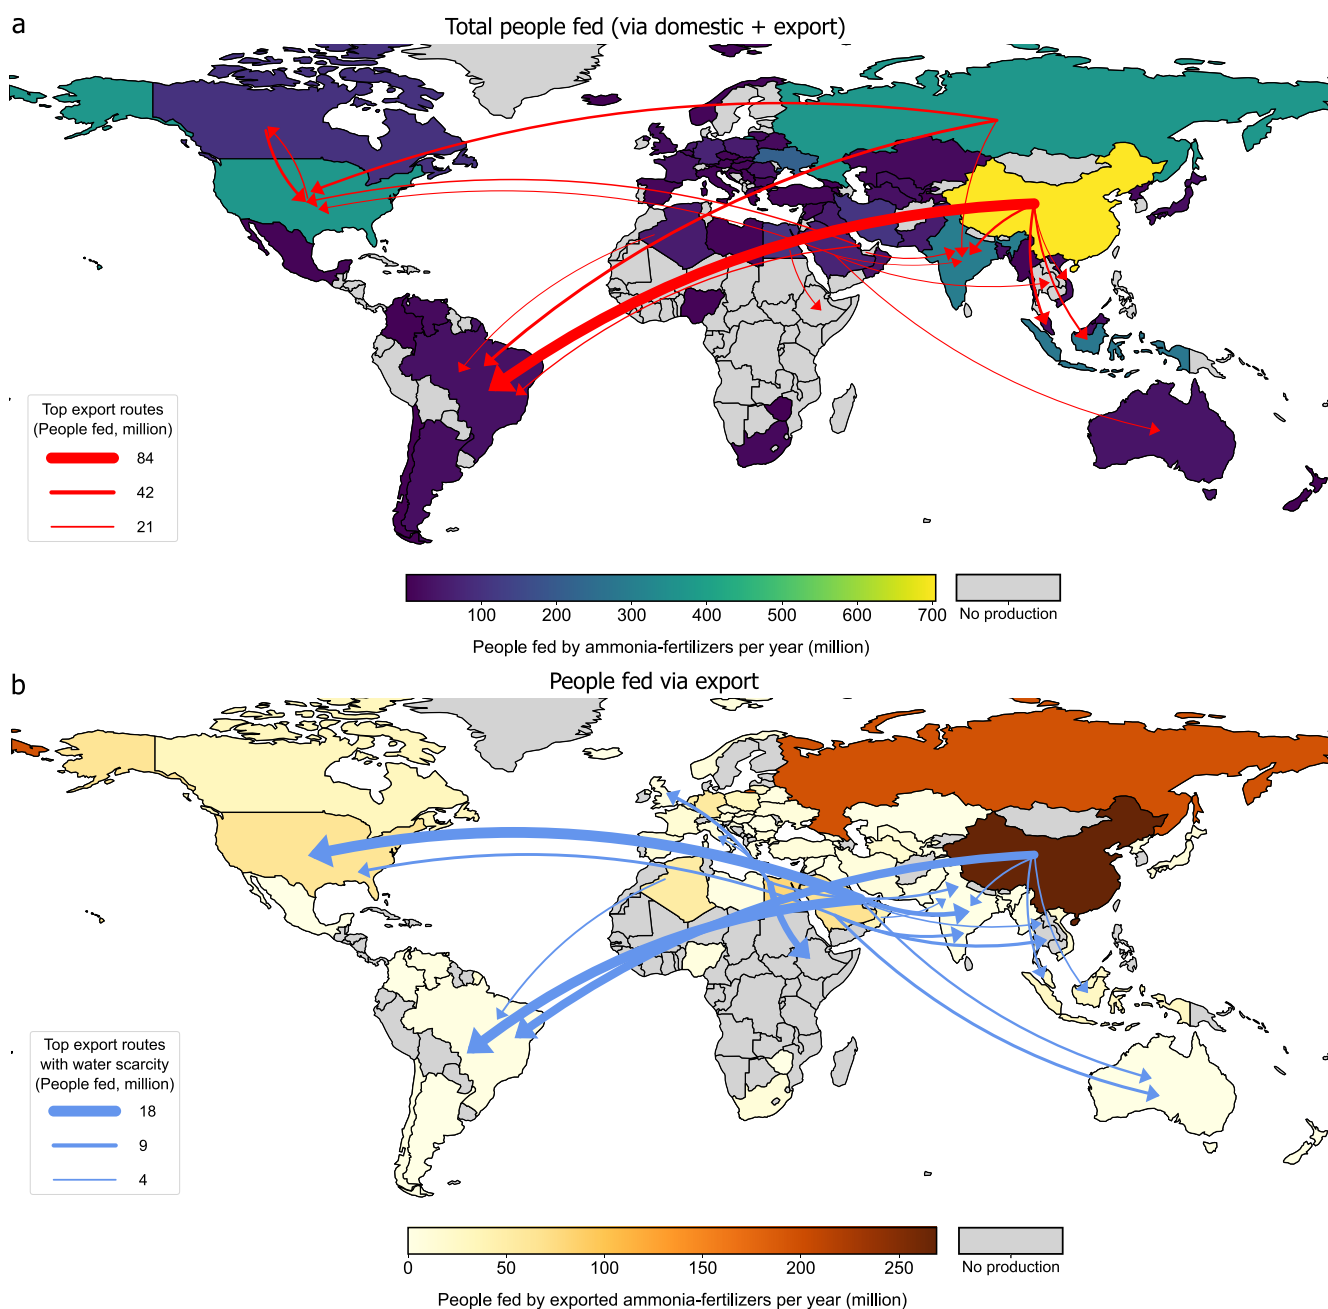 a
Total people fed (via domestic + export)
Top export routes
(People fed, million)
84
42
21
100 200 300 400 500 600 700
No production
People fed by ammonia-fertilizers per year (million)
b
People fed via export
Top export routes
with water scarcity
(People fed, million)
18
9
4
0 50 100 150 200 250
No production
People fed by exported ammonia-fertilizers per year (million)